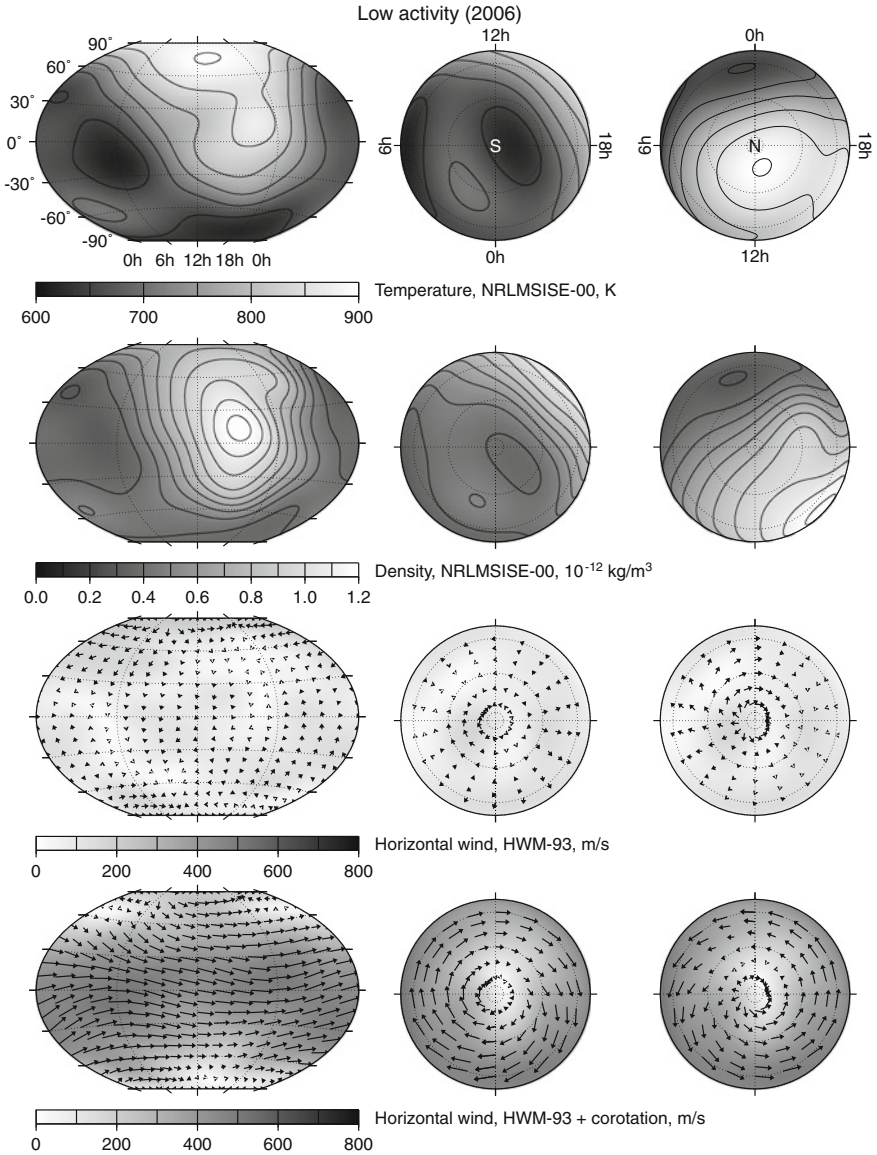 Low activity (2006)
90°
60°
30°
0°
-30°
-60°
-90°
0h 6h 12h 18h 0h
12h
S
18h
0h
0h
6h
N
18h
12h
600 700 800 900
Temperature, NRLMSISE-00, K
0.0 0.2 0.4 0.6 0.8 1.0 1.2
Density, NRLMSISE-00, 10⁻¹² kg/m³
0 200 400 600 800
Horizontal wind, HWM-93, m/s
0 200 400 600 800
Horizontal wind, HWM-93 + corotation, m/s